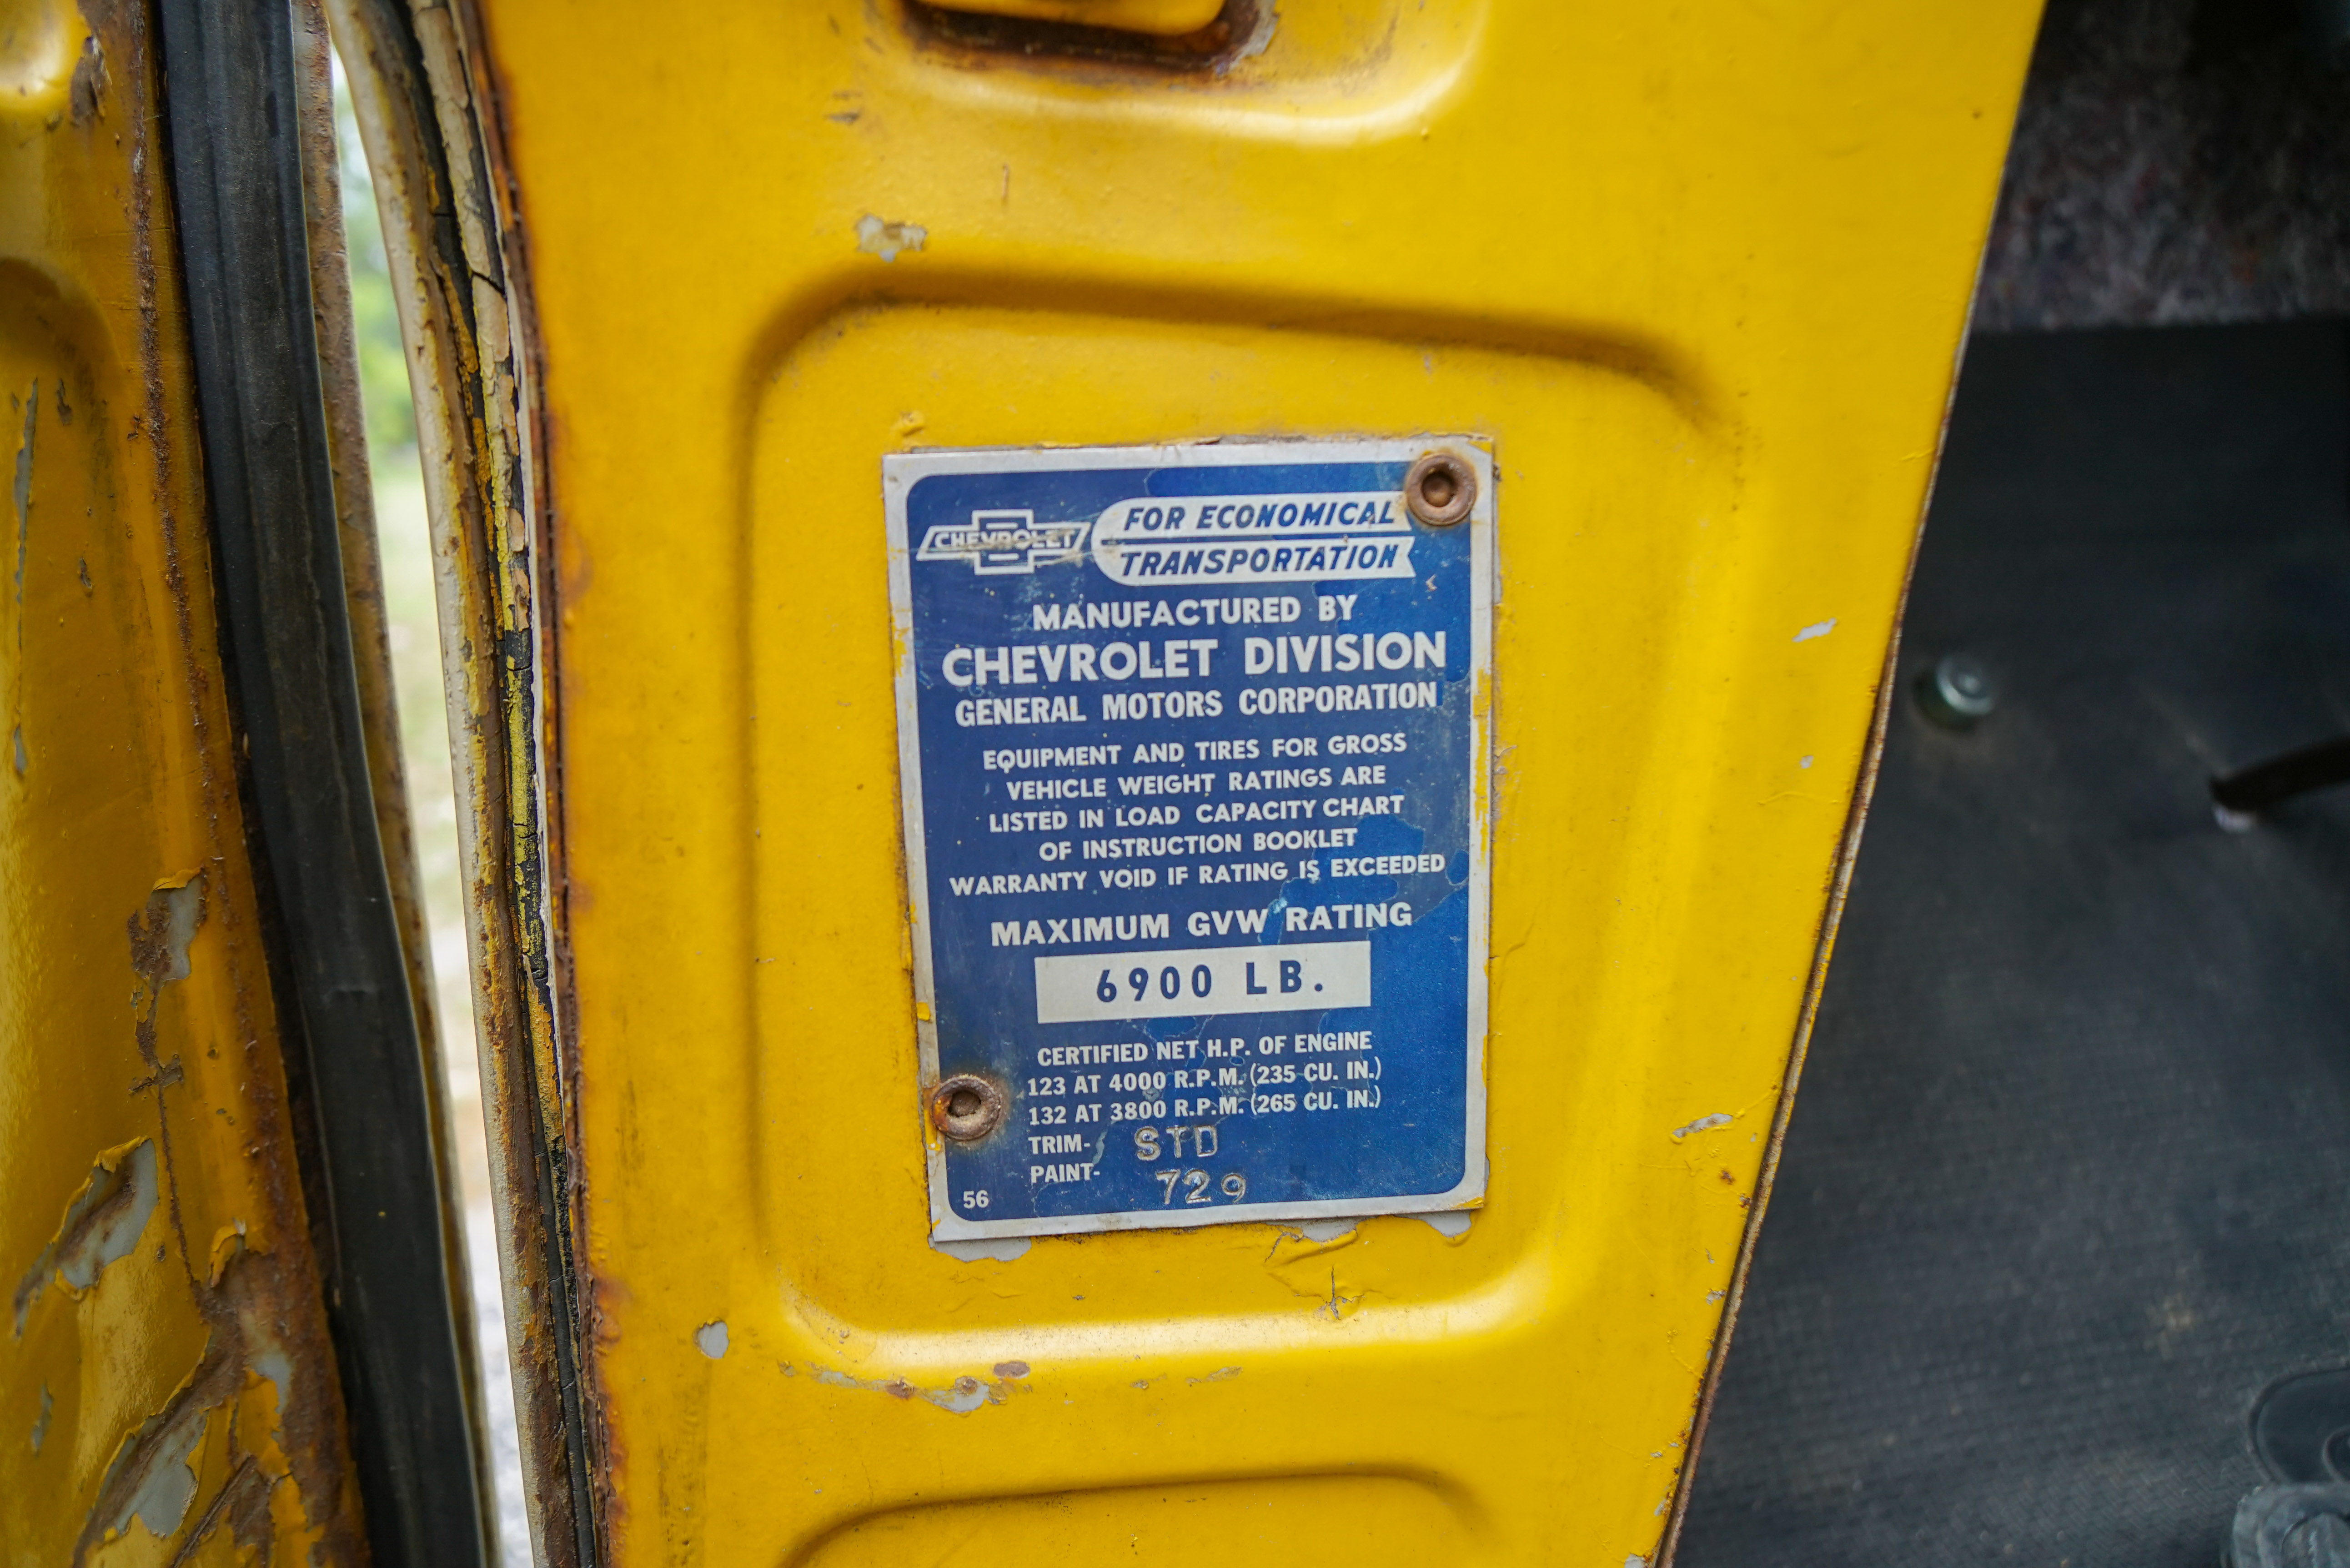 CHEVROLET
FOR ECONOMICAL
TRANSPORTATION
MANUFACTURED BY
CHEVROLET DIVISION
GENERAL MOTORS CORPORATION
EQUIPMENT AND TIRES FOR GROSS
VEHICLE WEIGHT RATINGS ARE
LISTED IN LOAD CAPACITY CHART
OF INSTRUCTION BOOKLET
WARRANTY VOID IF RATING IS EXCEEDED
MAXIMUM GVW RATING
6900 LB.
CERTIFIED NET H.P. OF ENGINE
123 AT 4000 R.P.M. (235 CU. IN.)
132 AT 3800 R.P.M. (265 CU. IN.)
TRIM- STD
PAINT- 729
56